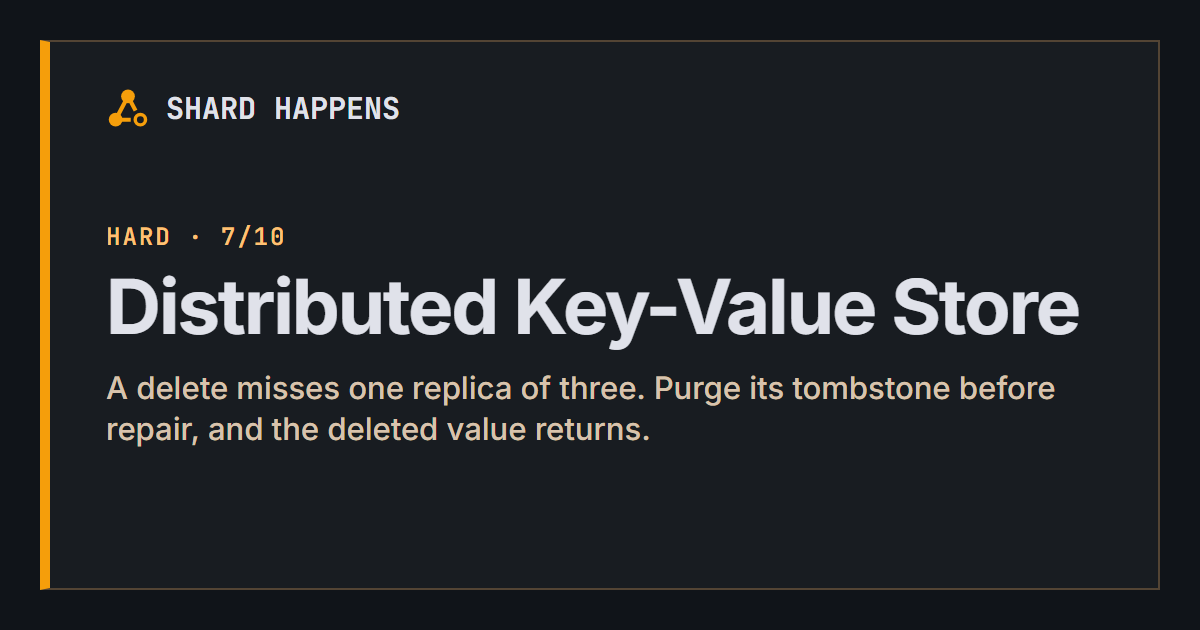 SHARD HAPPENS
HARD · 7/10
Distributed Key-Value Store
A delete misses one replica of three. Purge its tombstone before
repair, and the deleted value returns.